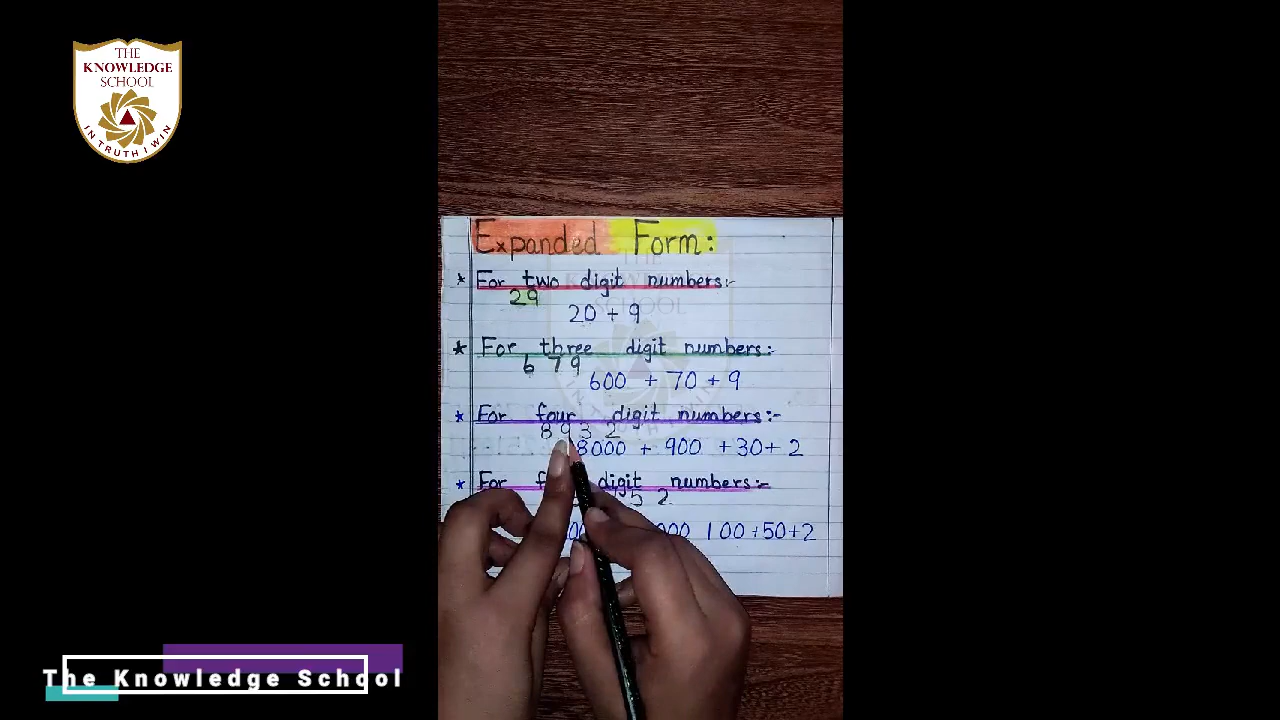 THE
KNOWLEDGE
SCHOOL
IN TRUTH I WIN
Expanded Form:
* For two digit numbers:-
29
20 + 9
* For three digit numbers:-
6 7 9
600 + 70 + 9
* For four digit numbers:-
8 9 3 2
8000 + 900 + 30 + 2
* For digit numbers:-
5 2
100 + 50 + 2
The Knowledge School